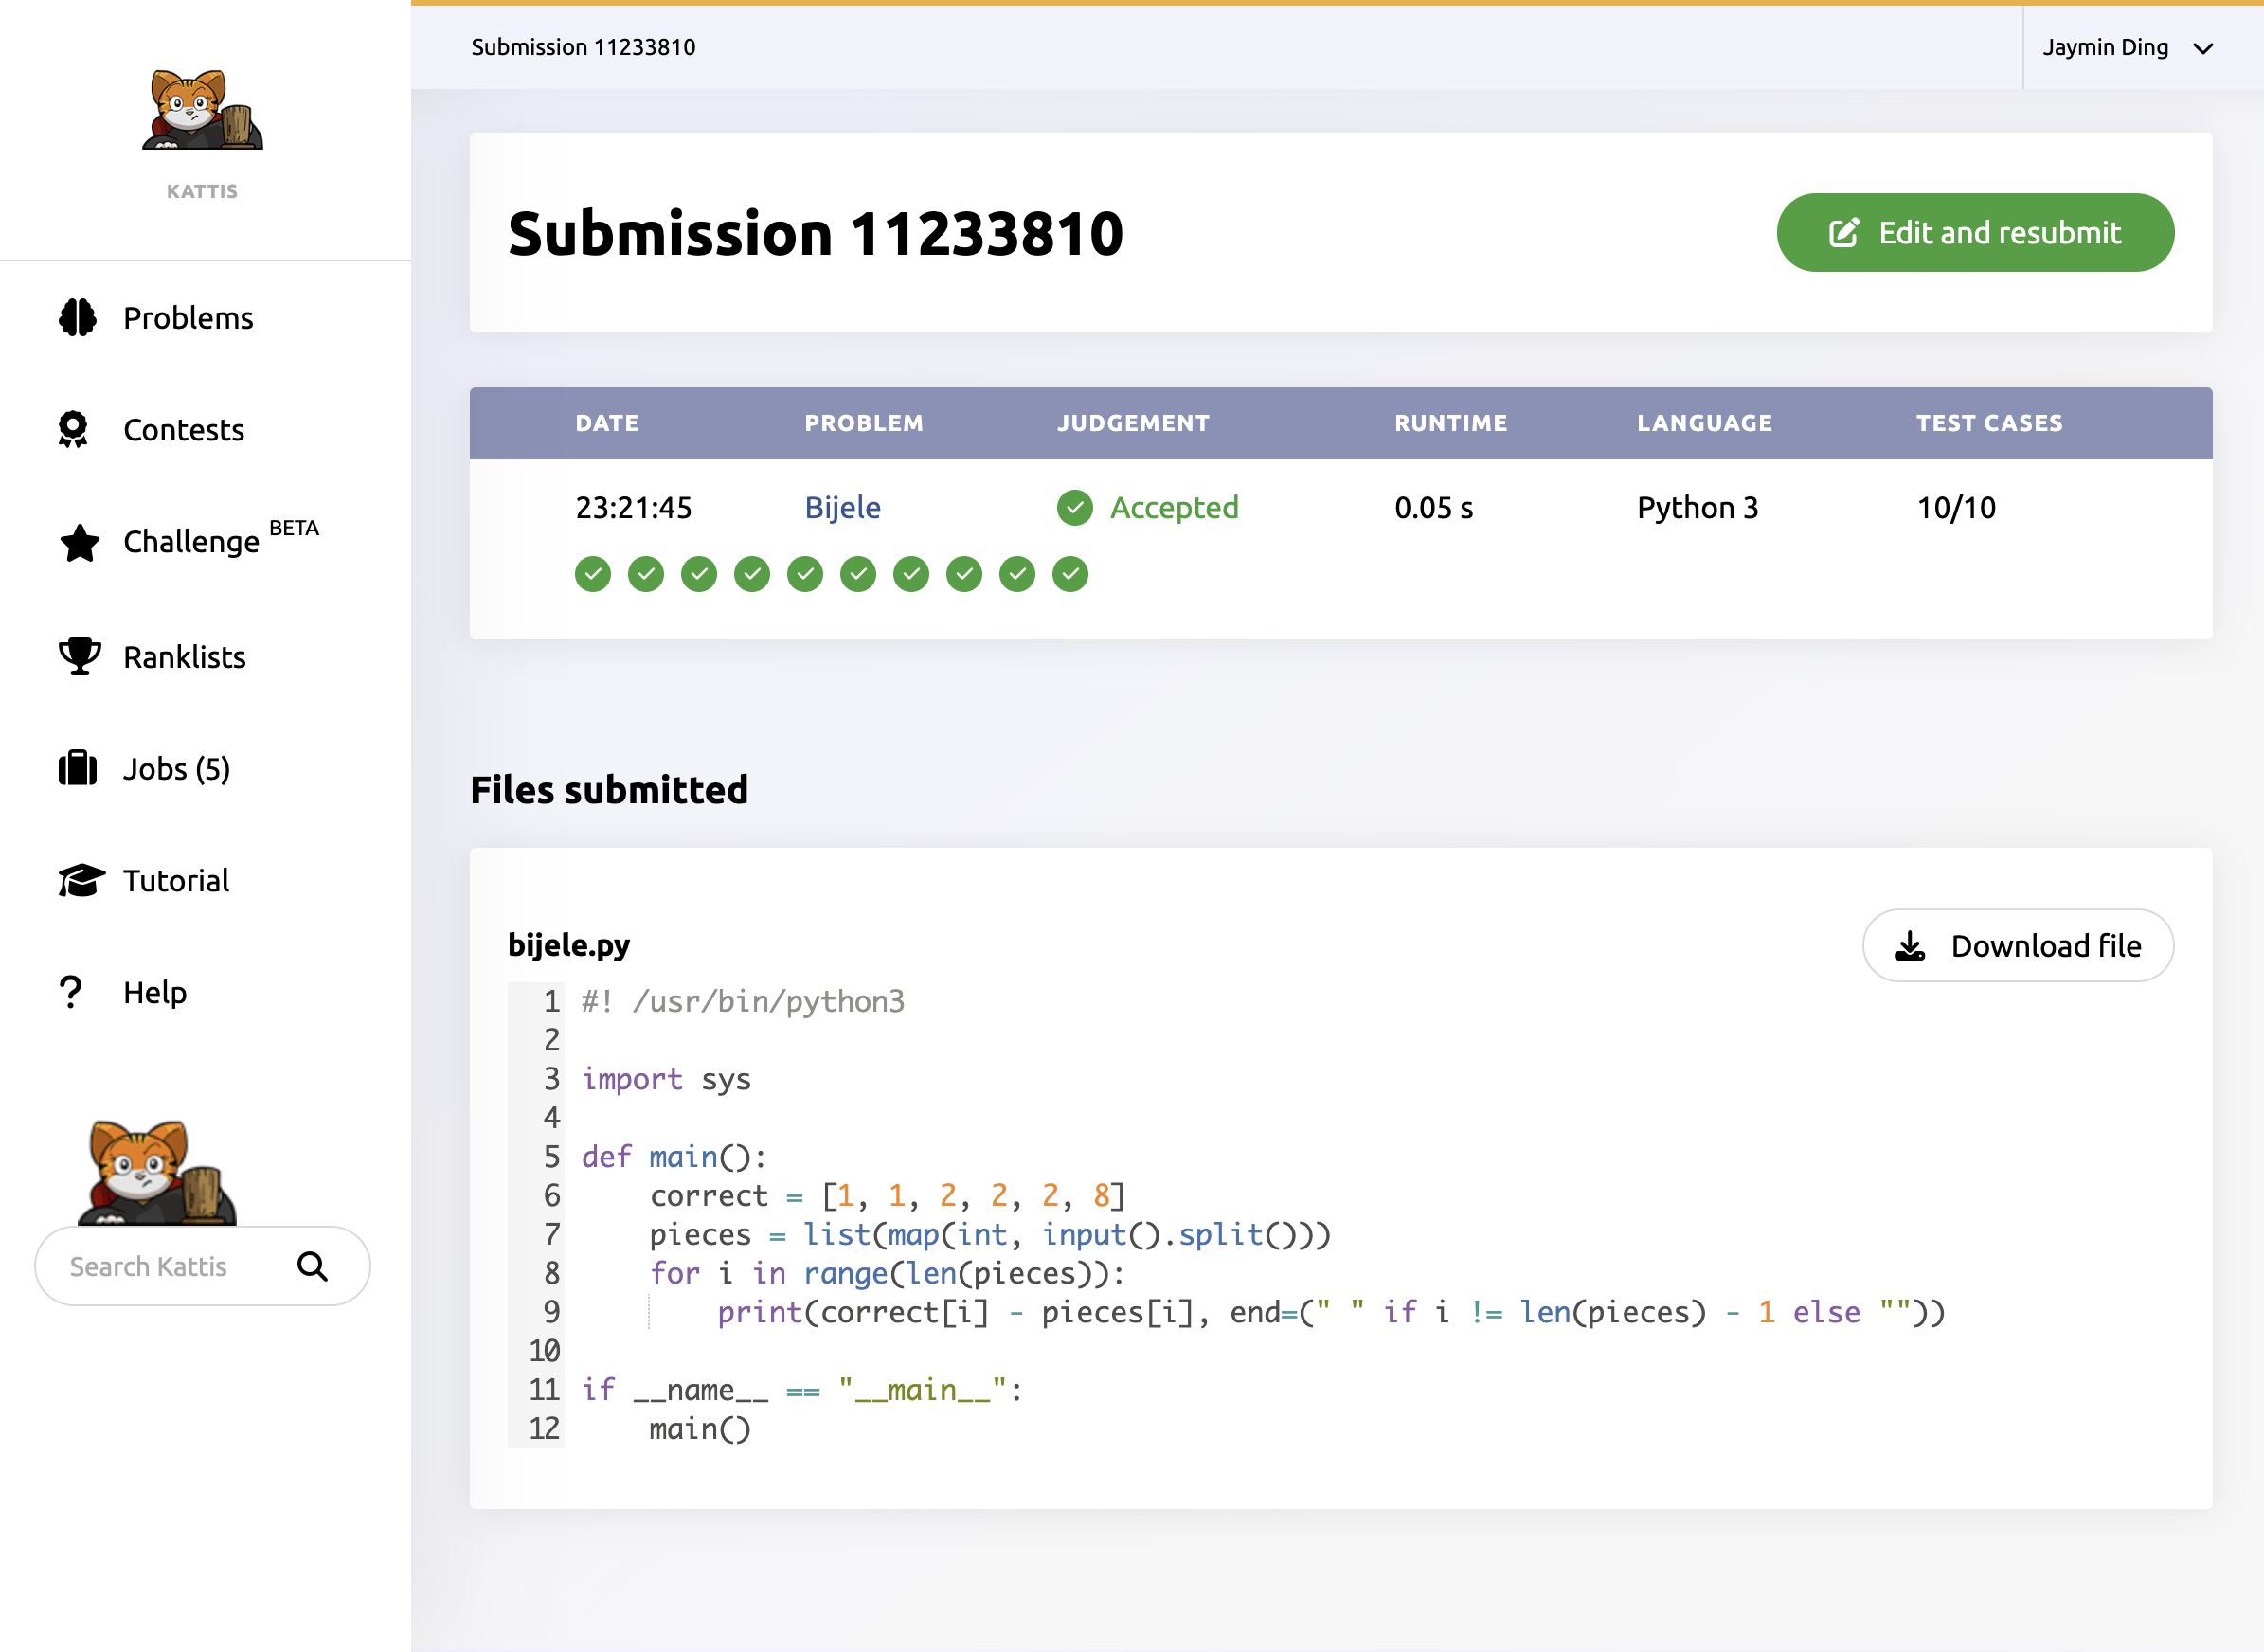 Submission 11233810
Jaymin Ding
KATTIS
Problems
Contests
Challenge BETA
Ranklists
Jobs (5)
Tutorial
Help
Search Kattis
Submission 11233810
Edit and resubmit
DATE PROBLEM JUDGEMENT RUNTIME LANGUAGE TEST CASES
23:21:45 Bijele Accepted 0.05 s Python 3 10/10
Files submitted
bijele.py
Download file
1 #! /usr/bin/python3
2
3 import sys
4
5 def main():
6     correct = [1, 1, 2, 2, 2, 8]
7     pieces = list(map(int, input().split()))
8     for i in range(len(pieces)):
9         print(correct[i] - pieces[i], end=(" " if i != len(pieces) - 1 else ""))
10
11 if __name__ == "__main__":
12     main()